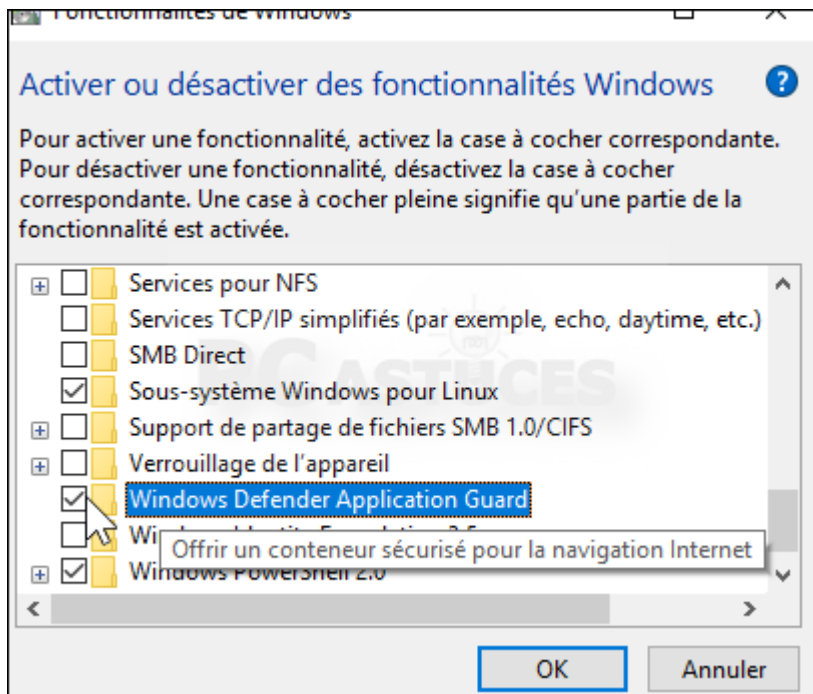 Fonctionnalités de Windows
Activer ou désactiver des fonctionnalités Windows
Pour activer une fonctionnalité, activez la case à cocher correspondante.
Pour désactiver une fonctionnalité, désactivez la case à cocher
correspondante. Une case à cocher pleine signifie qu'une partie de la
fonctionnalité est activée.
Services pour NFS
Services TCP/IP simplifiés (par exemple, echo, daytime, etc.)
SMB Direct
PC ASTUCES
Sous-système Windows pour Linux
Support de partage de fichiers SMB 1.0/CIFS
Verrouillage de l'appareil
Windows Defender Application Guard
Offrir un conteneur sécurisé pour la navigation Internet
Windows PowerShell 2.0
OK
Annuler